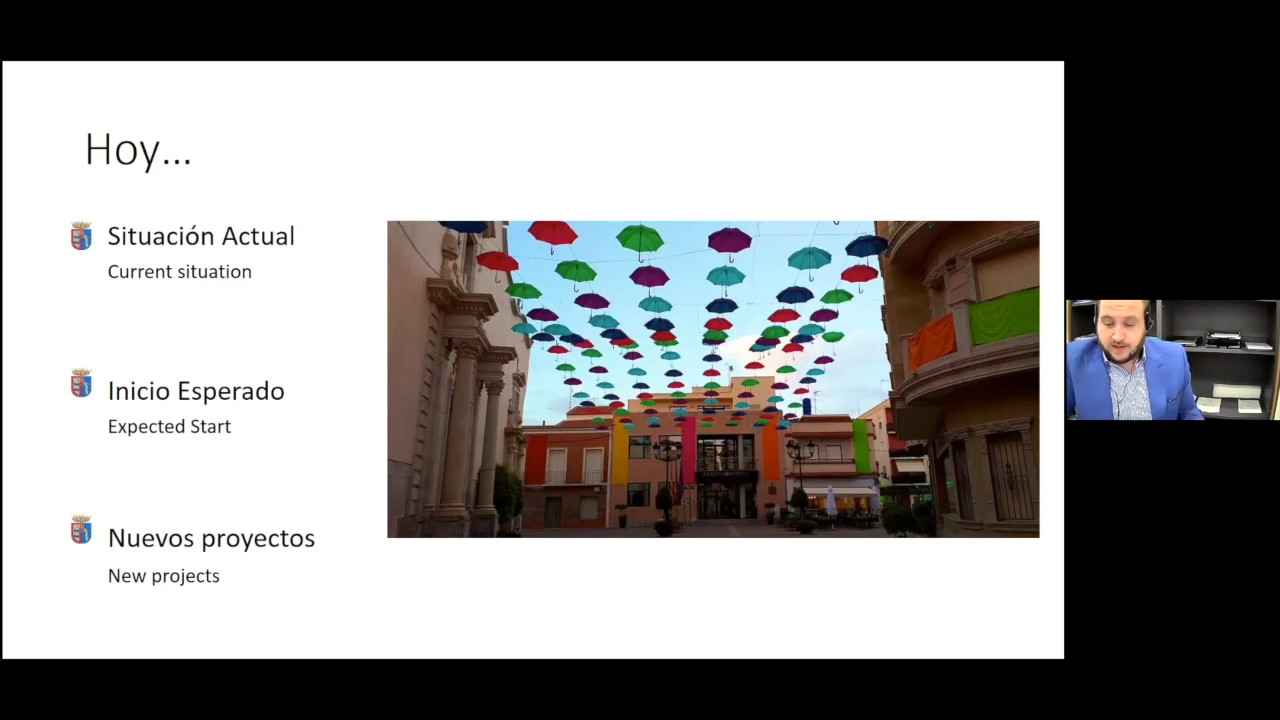 Hoy...
Situación Actual
Current situation
Inicio Esperado
Expected Start
Nuevos proyectos
New projects